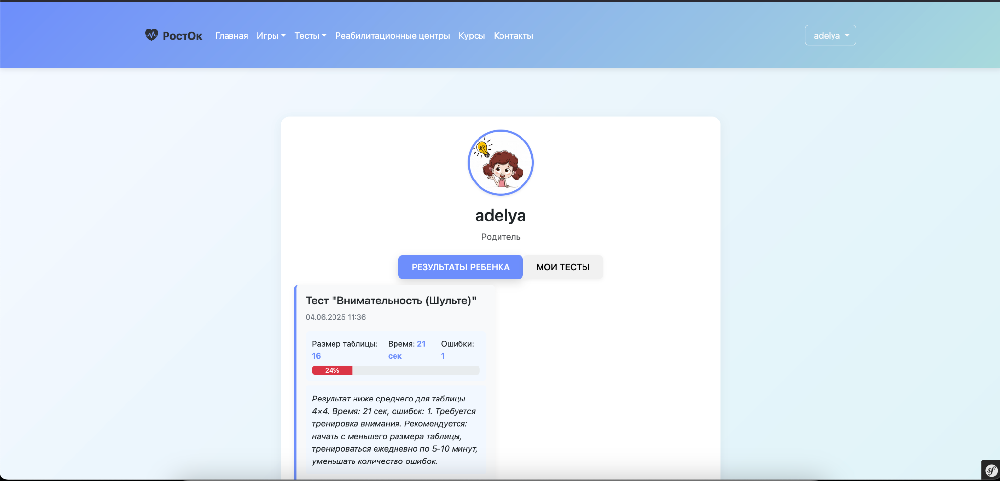 РостОк Главная Игры Тесты Реабилитационные центры Курсы Контакты adelya
adelya
Родитель
РЕЗУЛЬТАТЫ РЕБЕНКА МОИ ТЕСТЫ
Тест "Внимательность (Шульте)"
04.06.2025 11:36
Размер таблицы: Время: 21 Ошибки:
16 сек 1
24%
Результат ниже среднего для таблицы
4×4. Время: 21 сек, ошибок: 1. Требуется
тренировка внимания. Рекомендуется:
начать с меньшего размера таблицы,
тренироваться ежедневно по 5-10 минут,
уменьшать количество ошибок.
sf